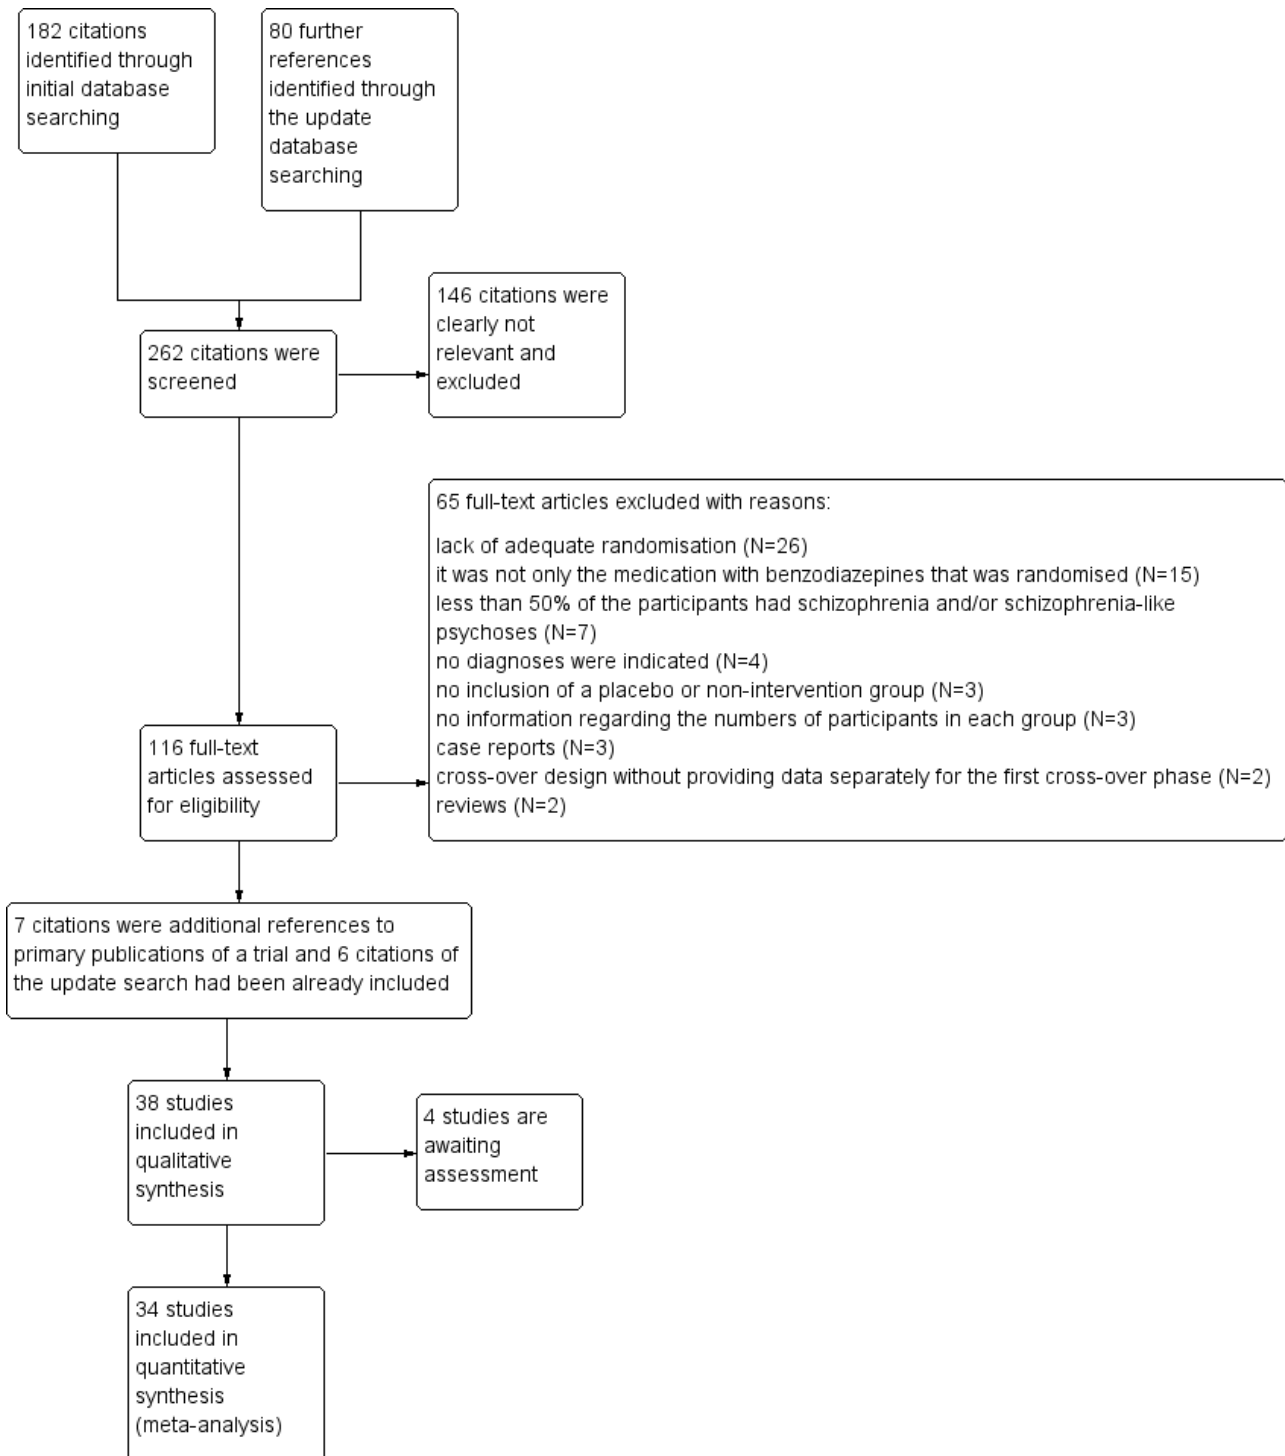 182 citations
identified through
initial database
searching
80 further
references
identified through
the update
database
searching
146 citations were
clearly not
relevant and
excluded
262 citations were
screened
65 full-text articles excluded with reasons:
lack of adequate randomisation (N=26)
it was not only the medication with benzodiazepines that was randomised (N=15)
less than 50% of the participants had schizophrenia and/or schizophrenia-like
psychoses (N=7)
no diagnoses were indicated (N=4)
no inclusion of a placebo or non-intervention group (N=3)
no information regarding the numbers of participants in each group (N=3)
case reports (N=3)
cross-over design without providing data separately for the first cross-over phase (N=2)
reviews (N=2)
116 full-text
articles assessed
for eligibility
7 citations were additional references to
primary publications of a trial and 6 citations of
the update search had been already included
38 studies
included in
qualitative
synthesis
4 studies are
awaiting
assessment
34 studies
included in
quantitative
synthesis
(meta-analysis)